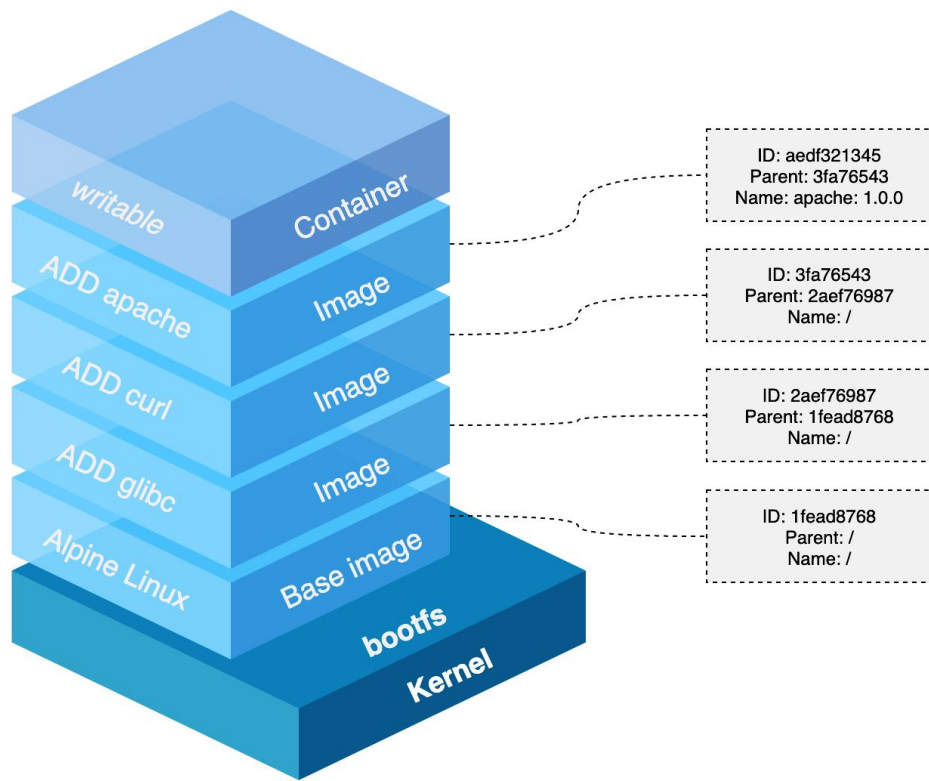 writable
Container
ADD apache
Image
ADD curl
Image
ADD glibc
Image
Alpine Linux
Base image
bootfs
Kernel
ID: aedf321345
Parent: 3fa76543
Name: apache: 1.0.0
ID: 3fa76543
Parent: 2aef76987
Name: /
ID: 2aef76987
Parent: 1fead8768
Name: /
ID: 1fead8768
Parent: /
Name: /